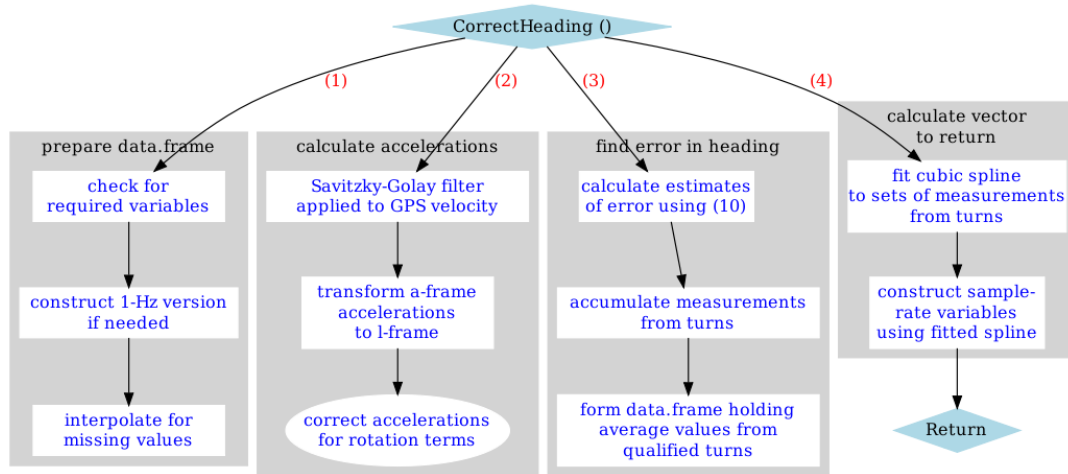 CorrectHeading ()
(1)
(2)
(3)
(4)
prepare data.frame
check for
required variables
construct 1-Hz version
if needed
interpolate for
missing values
calculate accelerations
Savitzky-Golay filter
applied to GPS velocity
transform a-frame
accelerations
to l-frame
correct accelerations
for rotation terms
find error in heading
calculate estimates
of error using (10)
accumulate measurements
from turns
form data.frame holding
average values from
qualified turns
calculate vector
to return
fit cubic spline
to sets of measurements
from turns
construct sample-
rate variables
using fitted spline
Return